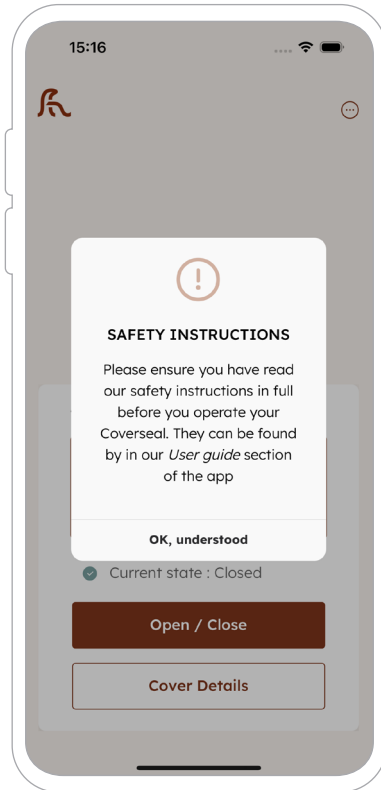 15:16
SAFETY INSTRUCTIONS
Please ensure you have read
our safety instructions in full
before you operate your
Coverseal. They can be found
by in our User guide section
of the app
OK, understood
Current state : Closed
Open / Close
Cover Details